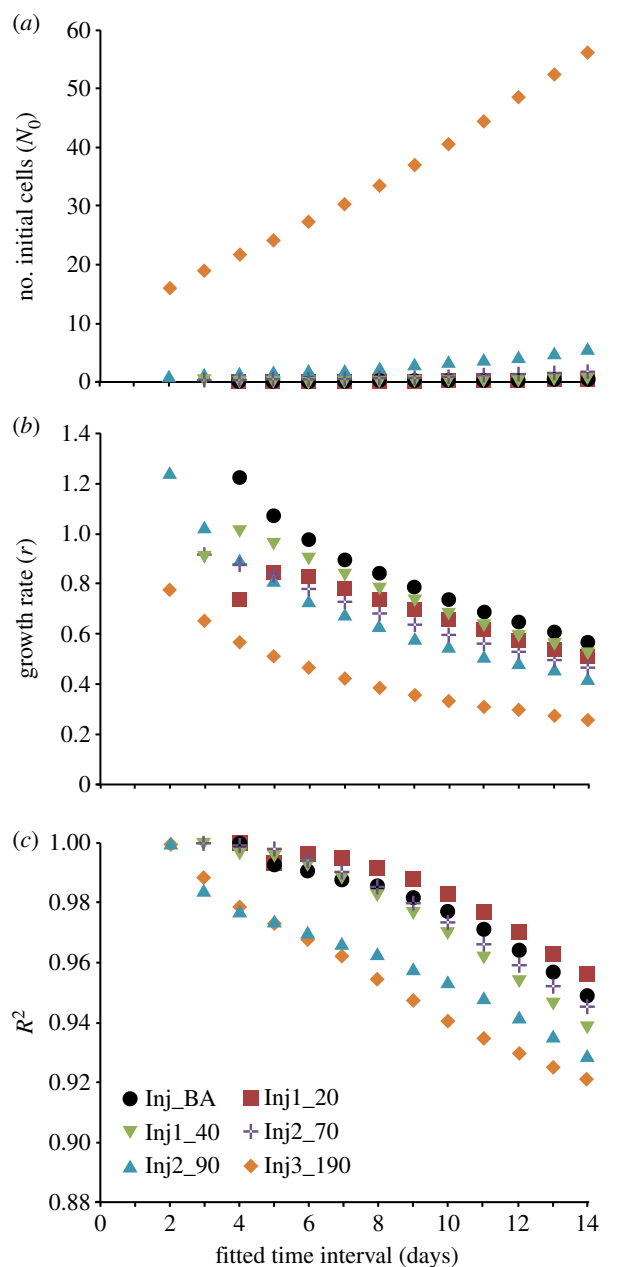 (a)
60
50
40
30
20
10
0
no. initial cells (N0)
(b)
1.4
1.2
1.0
0.8
0.6
0.4
0.2
0
growth rate (r)
(c)
1.00
0.98
0.96
0.94
0.92
0.90
0.88
R2
Inj_BA Inj1_20
Inj1_40 Inj2_70
Inj2_90 Inj3_190
0 2 4 6 8 10 12 14
fitted time interval (days)